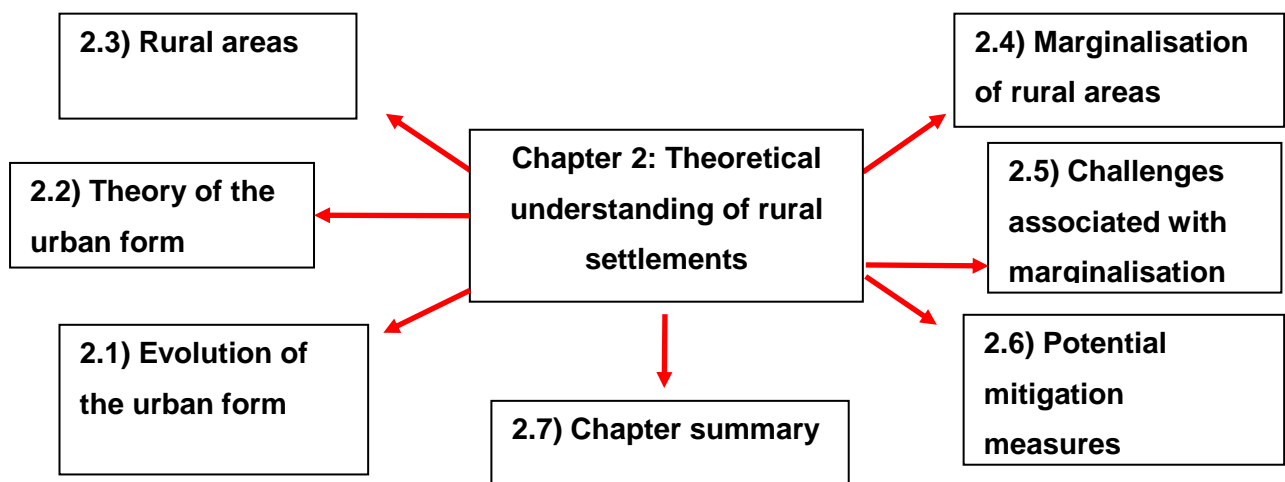 2.3) Rural areas
2.4) Marginalisation
of rural areas
Chapter 2: Theoretical
understanding of rural
settlements
2.2) Theory of the
urban form
2.5) Challenges
associated with
marginalisation
2.1) Evolution of
the urban form
2.6) Potential
mitigation
measures
2.7) Chapter summary